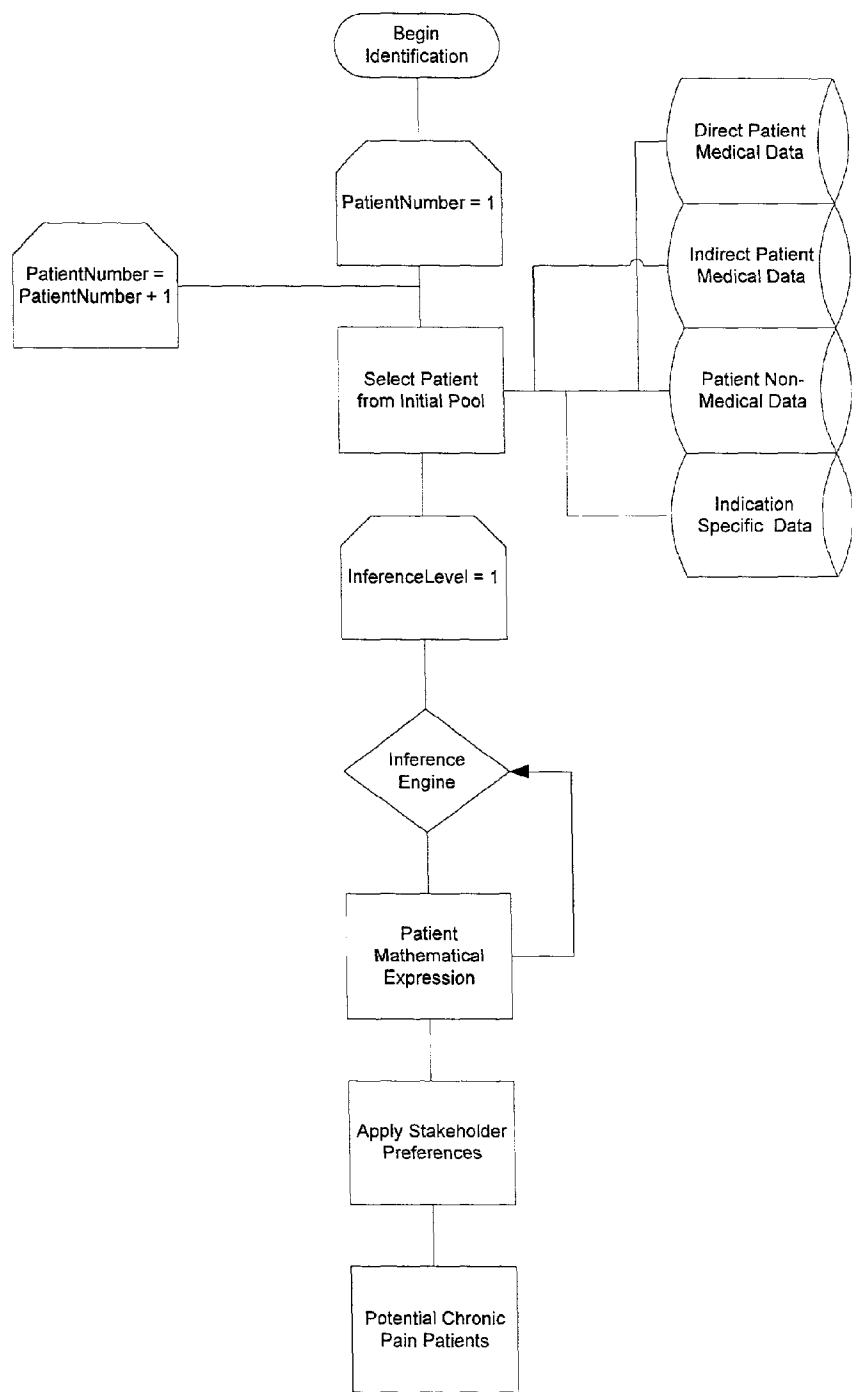 Begin
Identification
PatientNumber = 1
PatientNumber =
PatientNumber + 1
Select Patient
from Initial Pool
Direct Patient
Medical Data
Indirect Patient
Medical Data
Patient Non-
Medical Data
Indication
Specific Data
InferenceLevel = 1
Inference
Engine
Patient
Mathematical
Expression
Apply Stakeholder
Preferences
Potential Chronic
Pain Patients